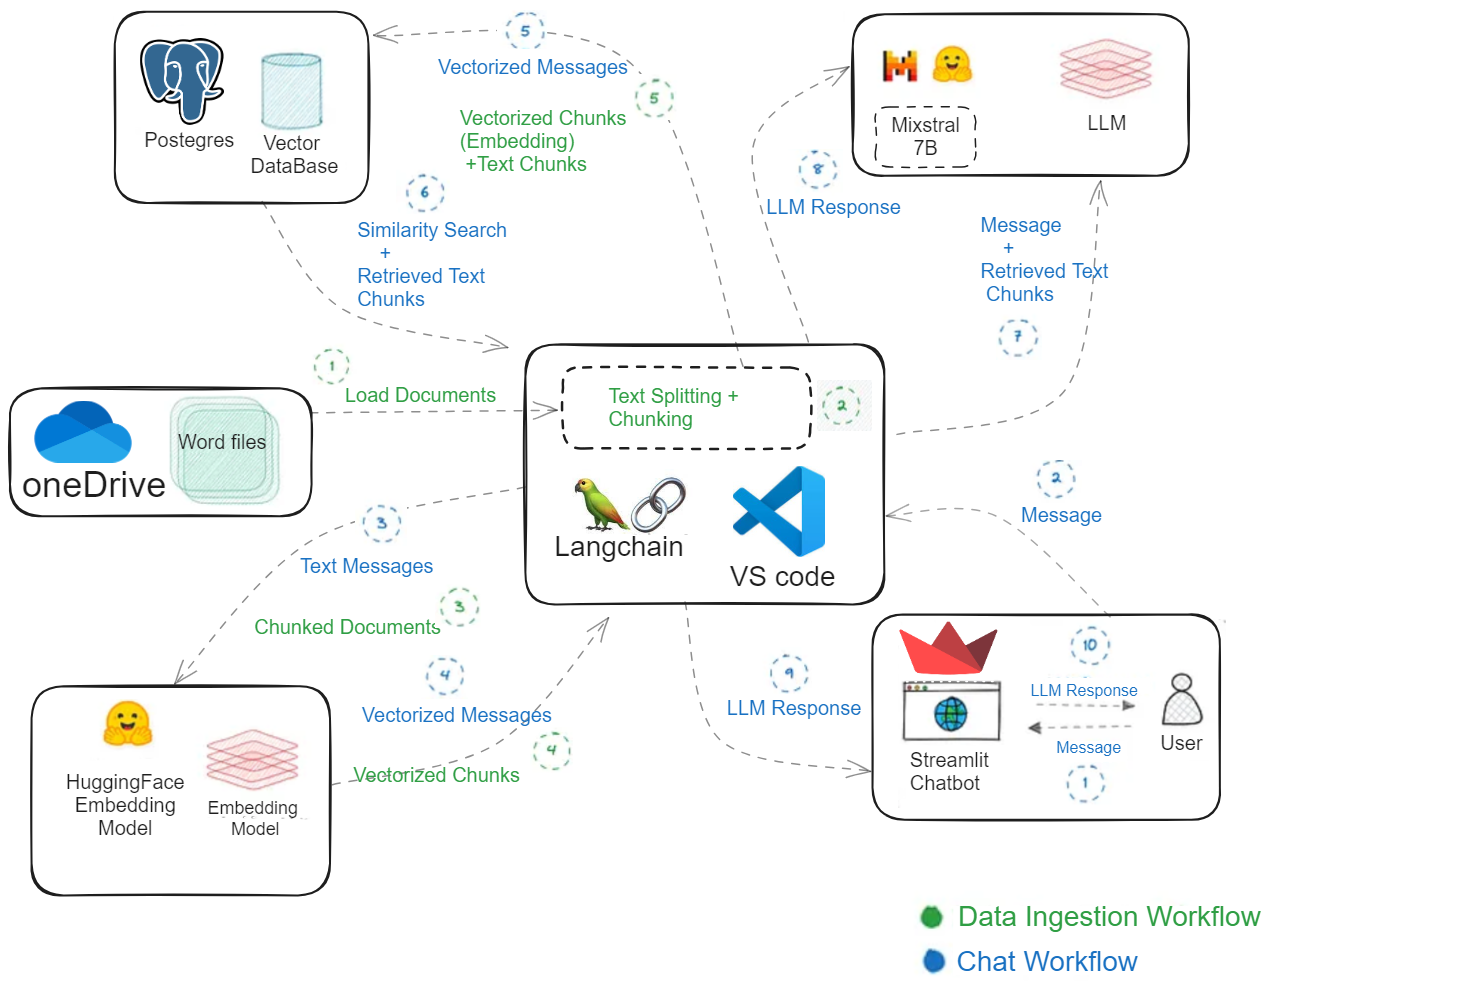 5
Vectorized Messages
5
Vectorized Chunks
(Embedding)
+Text Chunks
Postegres
Vector
DataBase
6
Similarity Search
+
Retrieved Text
Chunks
Mixstral
7B
LLM
8
LLM Response
Message
+
Retrieved Text
Chunks
7
1
Load Documents
Text Splitting +
Chunking
2
oneDrive
Word files
Langchain
VS code
2
Message
3
Text Messages
3
Chunked Documents
4
Vectorized Messages
4
Vectorized Chunks
HuggingFace
Embedding
Model
Embedding
Model
9
LLM Response
10
LLM Response
Message
1
Streamlit
Chatbot
User
Data Ingestion Workflow
Chat Workflow